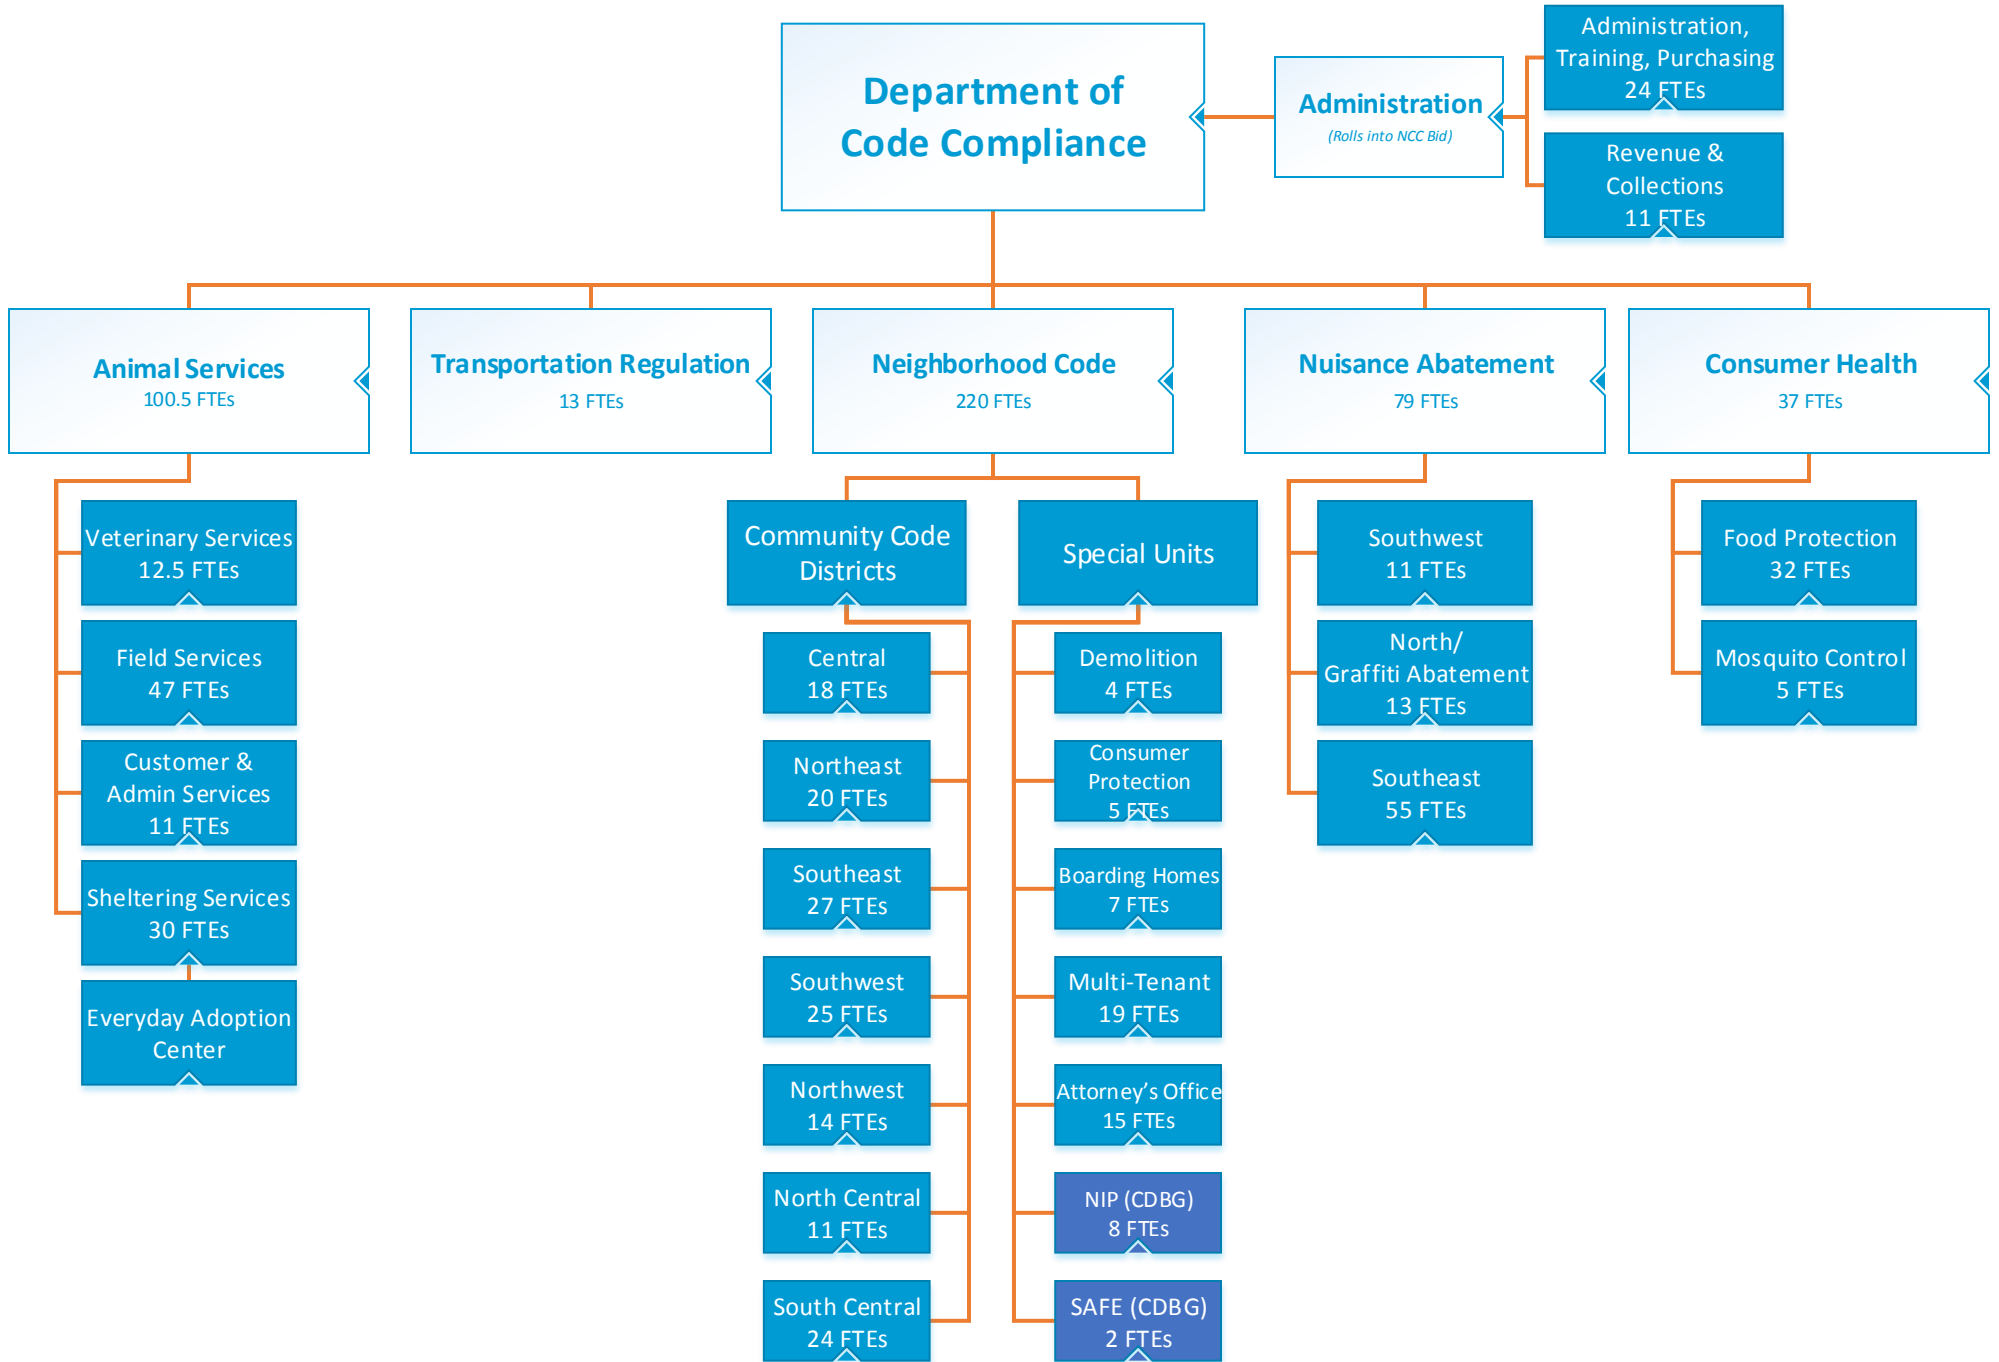 Department of
Code Compliance
Administration
(Rolls into NCC Bid)
Administration,
Training, Purchasing
24 FTEs
Revenue &
Collections
11 FTEs
Animal Services
100.5 FTEs
Transportation Regulation
13 FTEs
Neighborhood Code
220 FTEs
Nuisance Abatement
79 FTEs
Consumer Health
37 FTEs
Veterinary Services
12.5 FTEs
Field Services
47 FTEs
Customer &
Admin Services
11 FTEs
Sheltering Services
30 FTEs
Everyday Adoption
Center
Community Code
Districts
Central
18 FTEs
Northeast
20 FTEs
Southeast
27 FTEs
Southwest
25 FTEs
Northwest
14 FTEs
North Central
11 FTEs
South Central
24 FTEs
Special Units
Demolition
4 FTEs
Consumer
Protection
5 FTEs
Boarding Homes
7 FTEs
Multi-Tenant
19 FTEs
Attorney’s Office
15 FTEs
NIP (CDBG)
8 FTEs
SAFE (CDBG)
2 FTEs
Southwest
11 FTEs
North/
Graffiti Abatement
13 FTEs
Southeast
55 FTEs
Food Protection
32 FTEs
Mosquito Control
5 FTEs